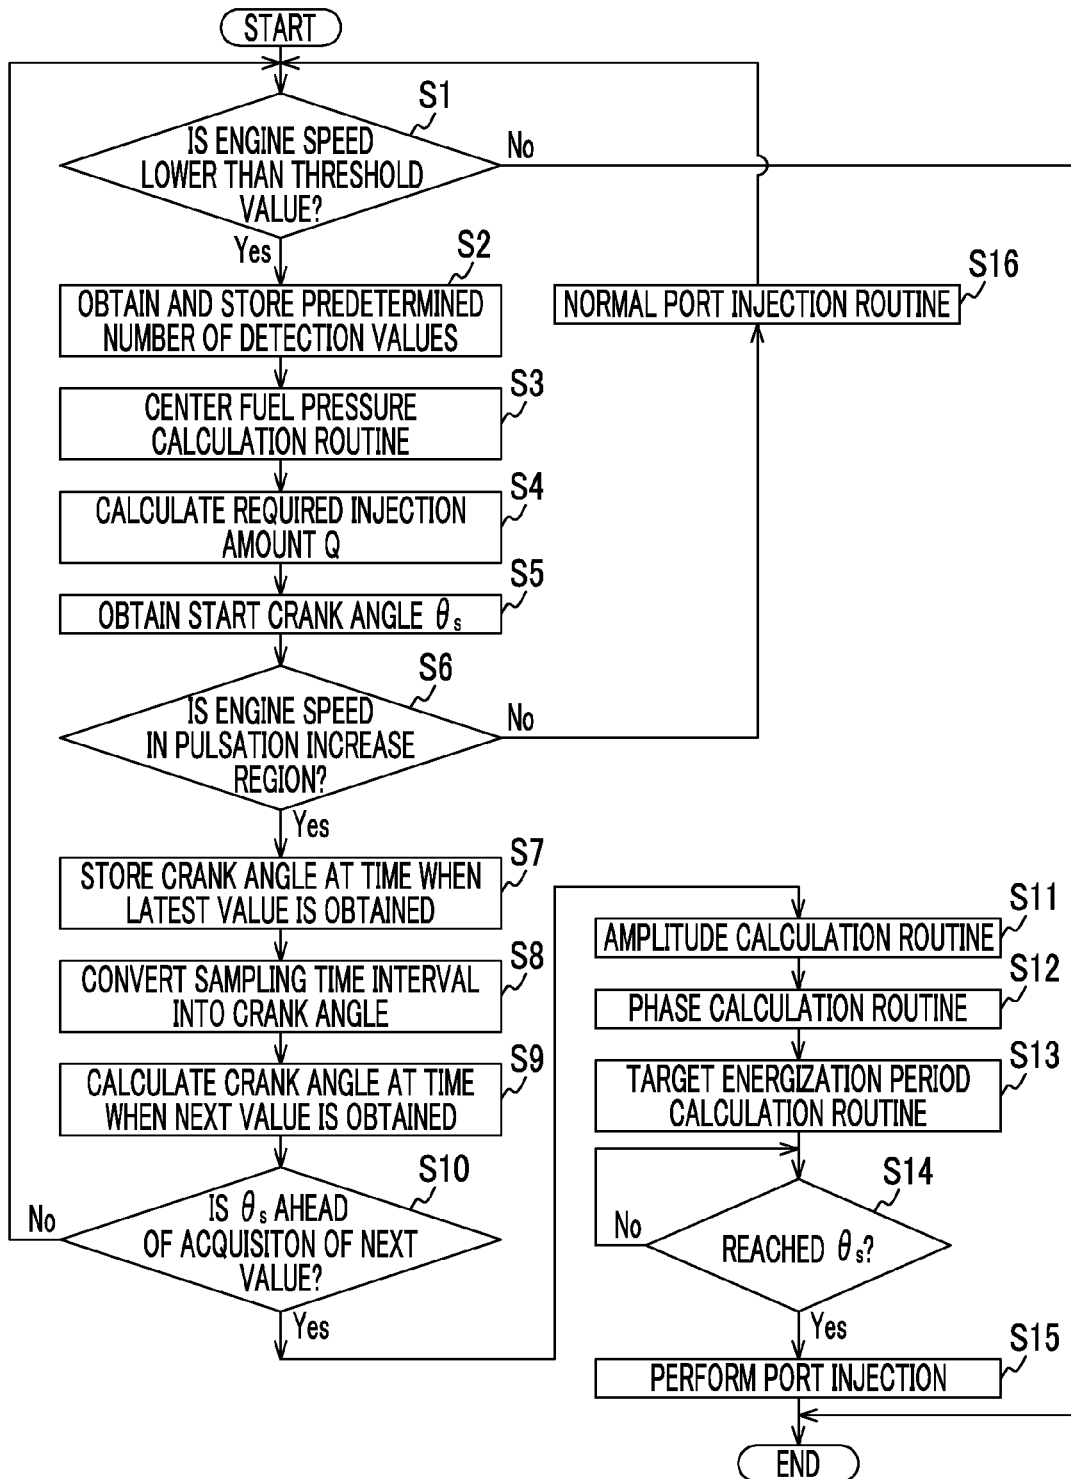 START
S1
IS ENGINE SPEED
LOWER THAN THRESHOLD
VALUE?
No
Yes
S2
OBTAIN AND STORE PREDETERMINED
NUMBER OF DETECTION VALUES
S16
NORMAL PORT INJECTION ROUTINE
S3
CENTER FUEL PRESSURE
CALCULATION ROUTINE
S4
CALCULATE REQUIRED INJECTION
AMOUNT Q
S5
OBTAIN START CRANK ANGLE θs
S6
IS ENGINE SPEED
IN PULSATION INCREASE
REGION?
No
Yes
S7
STORE CRANK ANGLE AT TIME WHEN
LATEST VALUE IS OBTAINED
S8
CONVERT SAMPLING TIME INTERVAL
INTO CRANK ANGLE
S9
CALCULATE CRANK ANGLE AT TIME
WHEN NEXT VALUE IS OBTAINED
S10
IS θs AHEAD
OF ACQUISITON OF NEXT
VALUE?
No
Yes
S11
AMPLITUDE CALCULATION ROUTINE
S12
PHASE CALCULATION ROUTINE
S13
TARGET ENERGIZATION PERIOD
CALCULATION ROUTINE
S14
REACHED θs?
No
Yes
S15
PERFORM PORT INJECTION
END